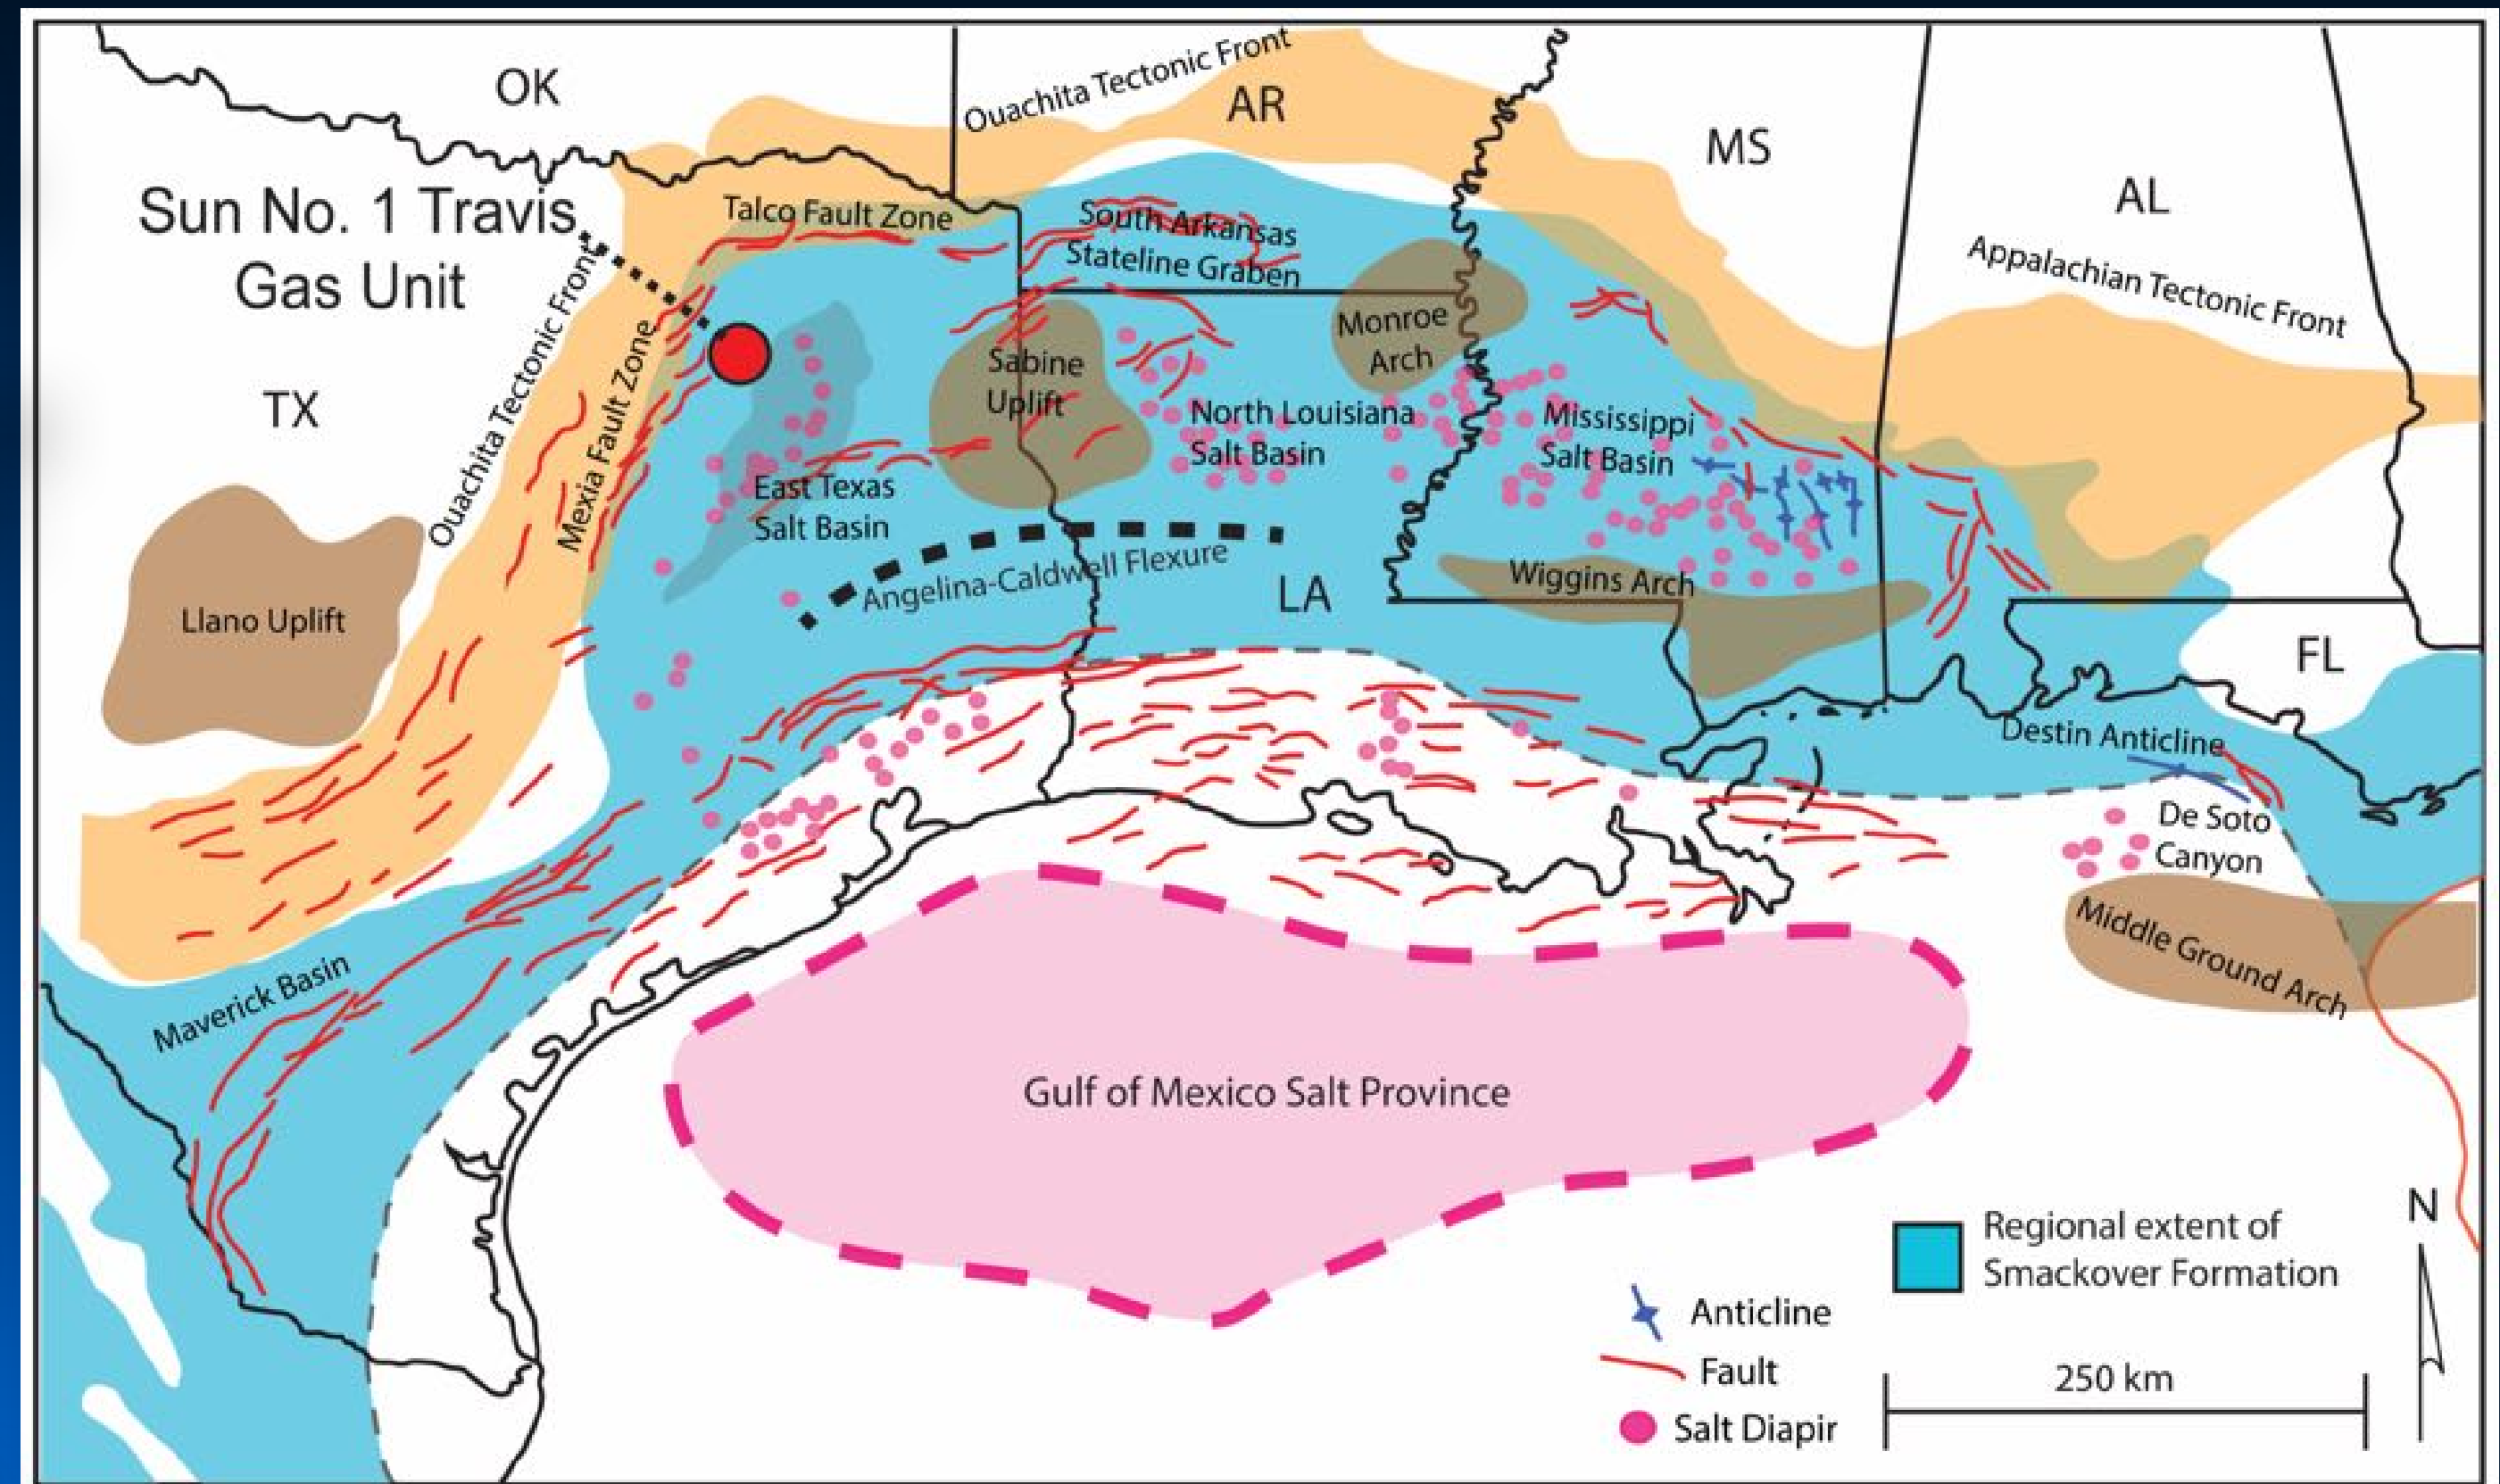 OK
Ouachita Tectonic Front
AR
MS
AL
Sun No. 1 Travis
Gas Unit
Talco Fault Zone
South Arkansas
Stateline Graben
Appalachian Tectonic Front
TX
Ouachita Tectonic Front
Mexia Fault Zone
Sabine
Uplift
Monroe
Arch
North Louisiana
Salt Basin
Mississippi
Salt Basin
East Texas
Salt Basin
Angelina-Caldwell Flexure
LA
Wiggins Arch
Llano Uplift
FL
Destin Anticline
De Soto
Canyon
Middle Ground Arch
Maverick Basin
Gulf of Mexico Salt Province
N
Regional extent of
Smackover Formation
Anticline
Fault
Salt Diapir
250 km